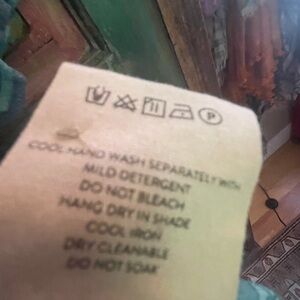 P
COOL HAND WASH SEPARATELY WITH
MILD DETERGENT
DO NOT BLEACH
HANG DRY IN SHADE
COOL IRON
DRY CLEANABLE
DO NOT SOAK